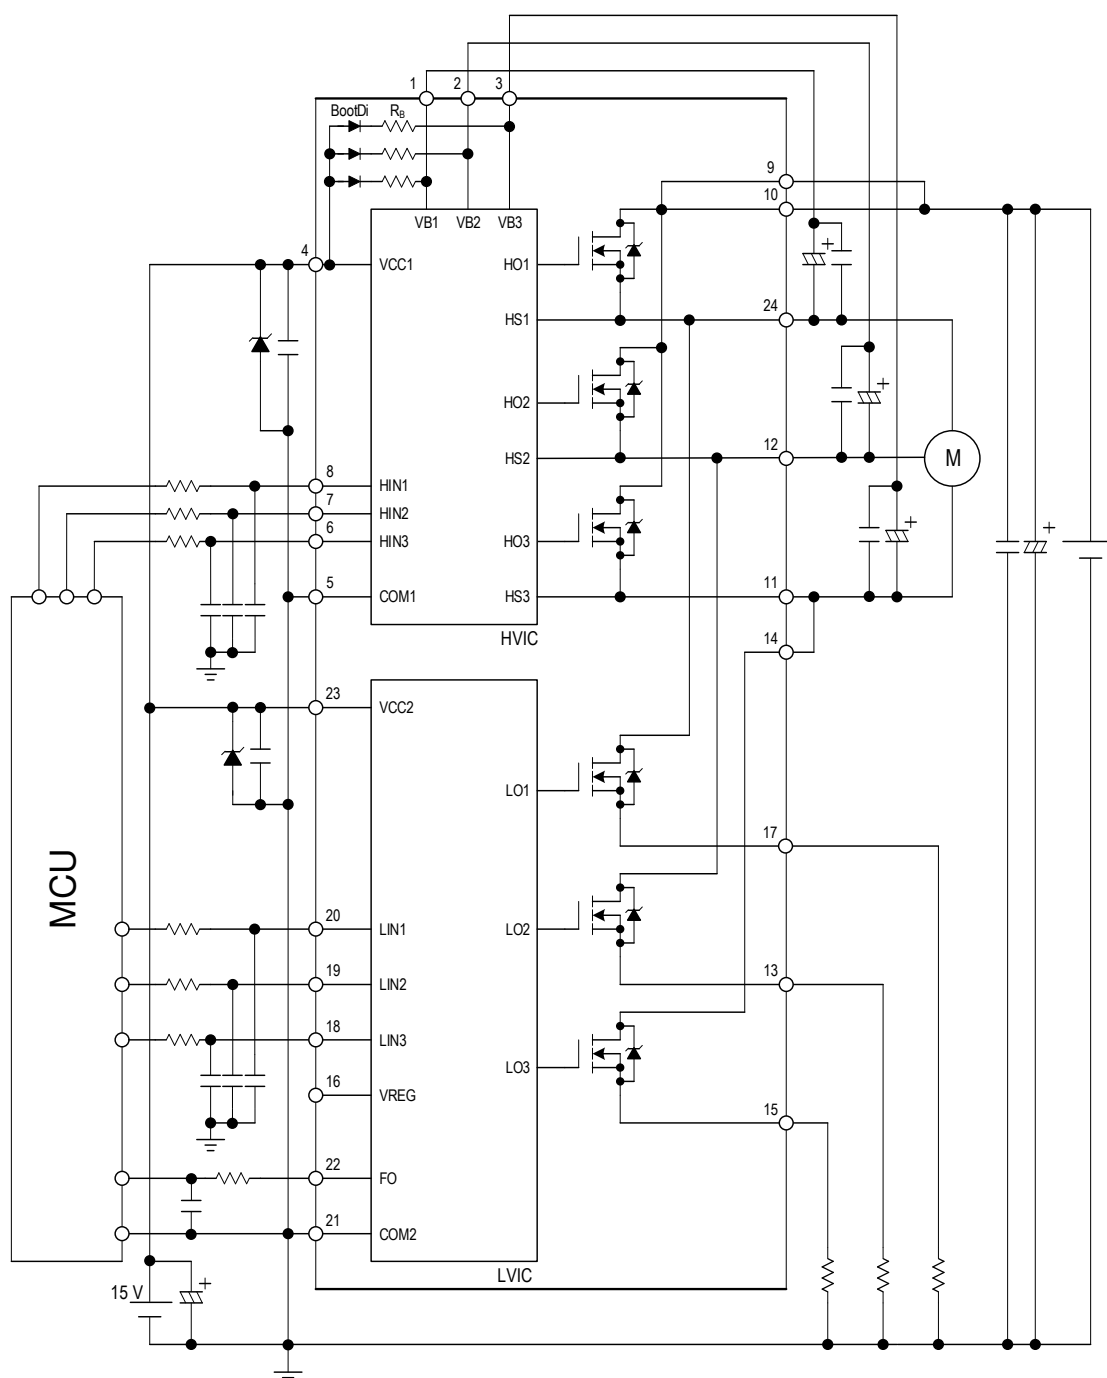 1 2 3
BootDi RB
9
10
VB1 VB2 VB3
4 VCC1 HO1
+
HS1 24
HO2
+
HS2 12
M
8 HIN1
7 HIN2
6 HIN3 HO3
+
+
5 COM1 HS3 11
HVIC 14
23 VCC2
LO1
17
MCU
20 LIN1 LO2
19 LIN2 13
18 LIN3
LO3
16 VREG
15
22 FO
21 COM2
LVIC
15 V +